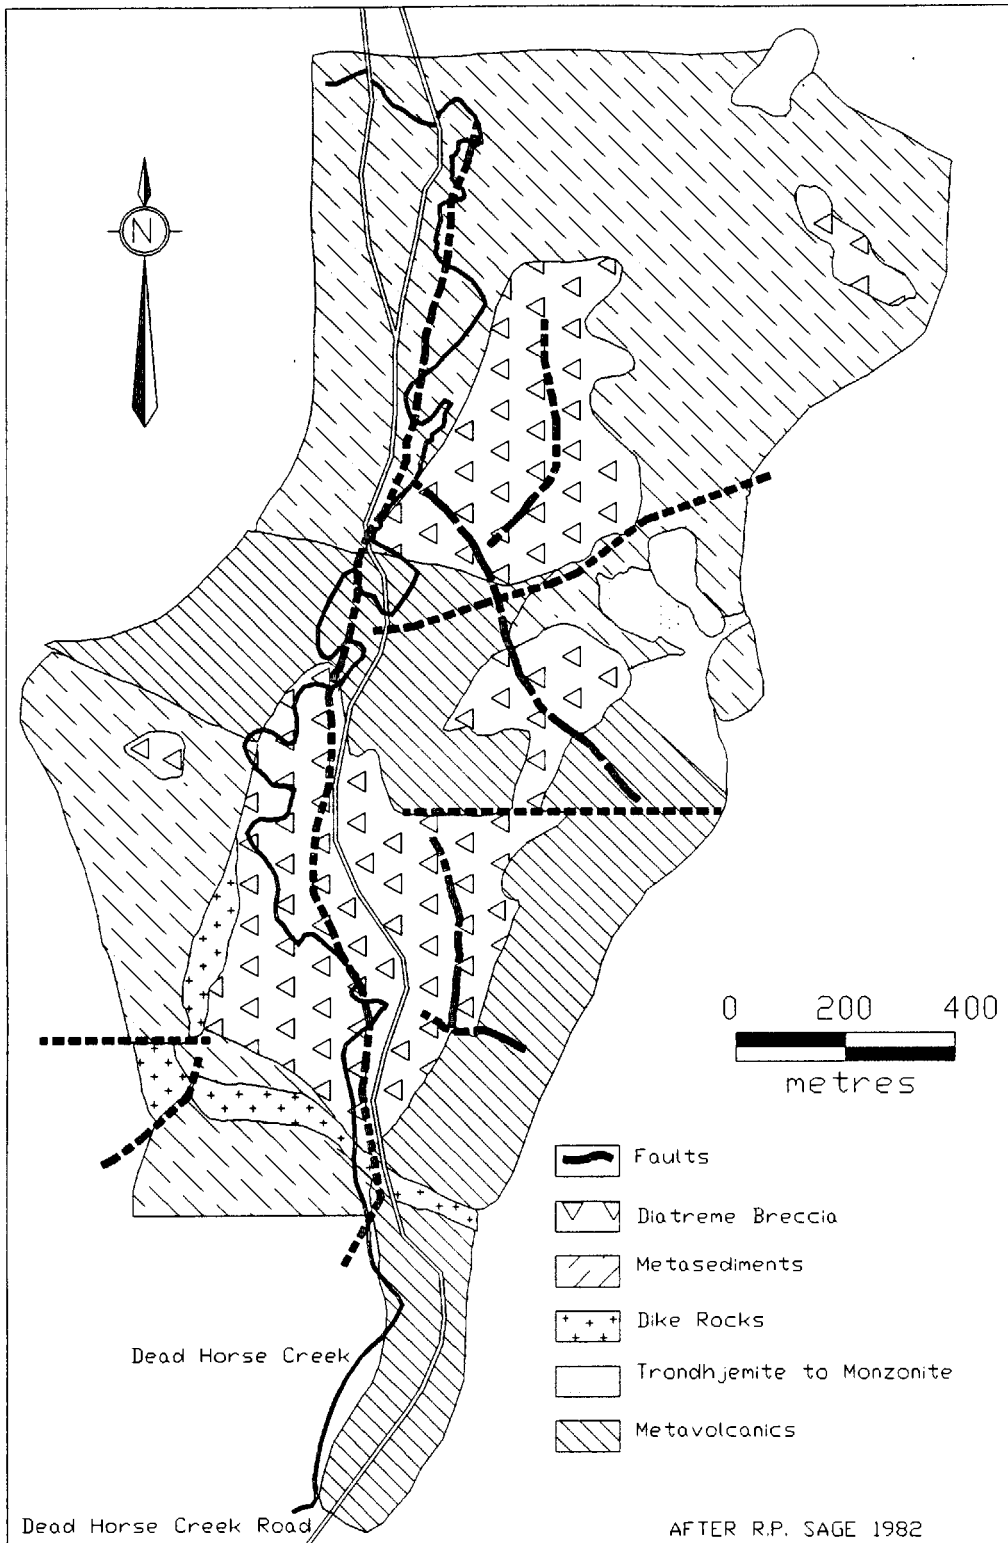 N
0 200 400
metres
Faults
Diatreme Breccia
Metasediments
Dike Rocks
Trondhjemite to Monzonite
Metavolcanics
Dead Horse Creek
Dead Horse Creek Road
AFTER R.P. SAGE 1982